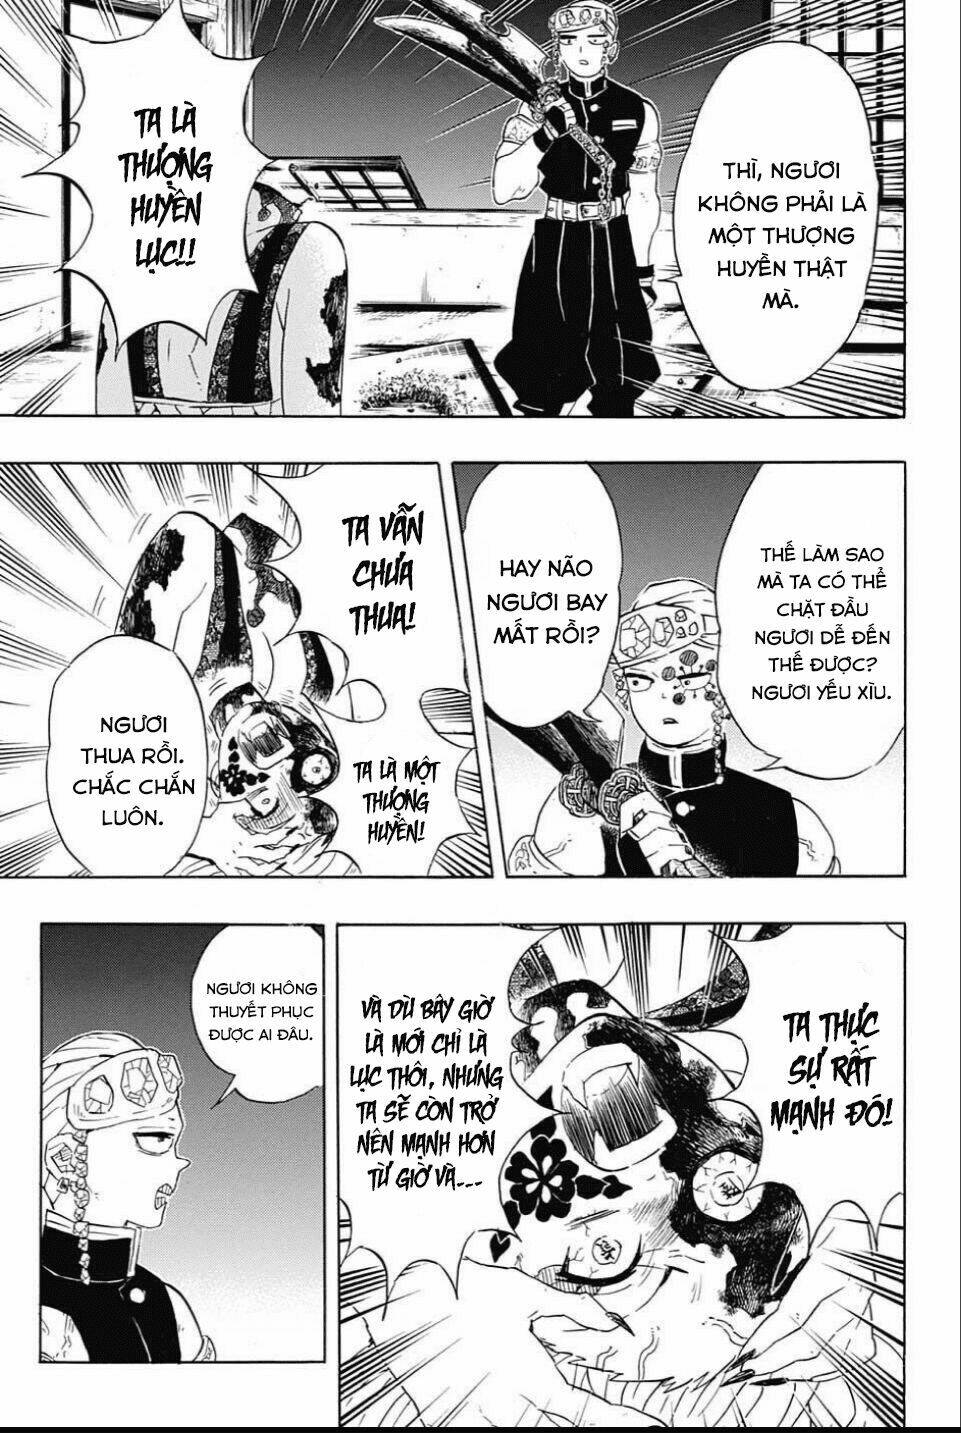 THÌ, NGƯƠI
KHÔNG PHẢI LÀ
MỘT THƯỢNG
HUYỀN THẬT
MÀ.
TA LÀ
THƯỢNG
HUYỀN
LỤC!!
THẾ LÀM SAO
MÀ TA CÓ THỂ
CHẶT ĐẦU
NGƯƠI DỄ ĐẾN
THẾ ĐƯỢC?
NGƯƠI YẾU XÌU.
HAY NÃO
NGƯƠI BAY
MẤT RỒI?
TA VẪN
CHƯA
THUA!
TA LÀ MỘT
THƯỢNG
HUYỀN!
NGƯƠI
THUA RỒI.
CHẮC CHẮN
LUÔN.
TA THỰC
SỰ RẤT
MẠNH ĐÓ!
VÀ DÙ BÂY GIỜ
LÀ MỚI CHỈ LÀ
LỤC THÔI, NHƯNG
TA SẼ CÒN TRỞ
NÊN MẠNH HƠN
TỪ GIỜ VÀ...
NGƯƠI KHÔNG
THUYẾT PHỤC
ĐƯỢC AI ĐÂU.